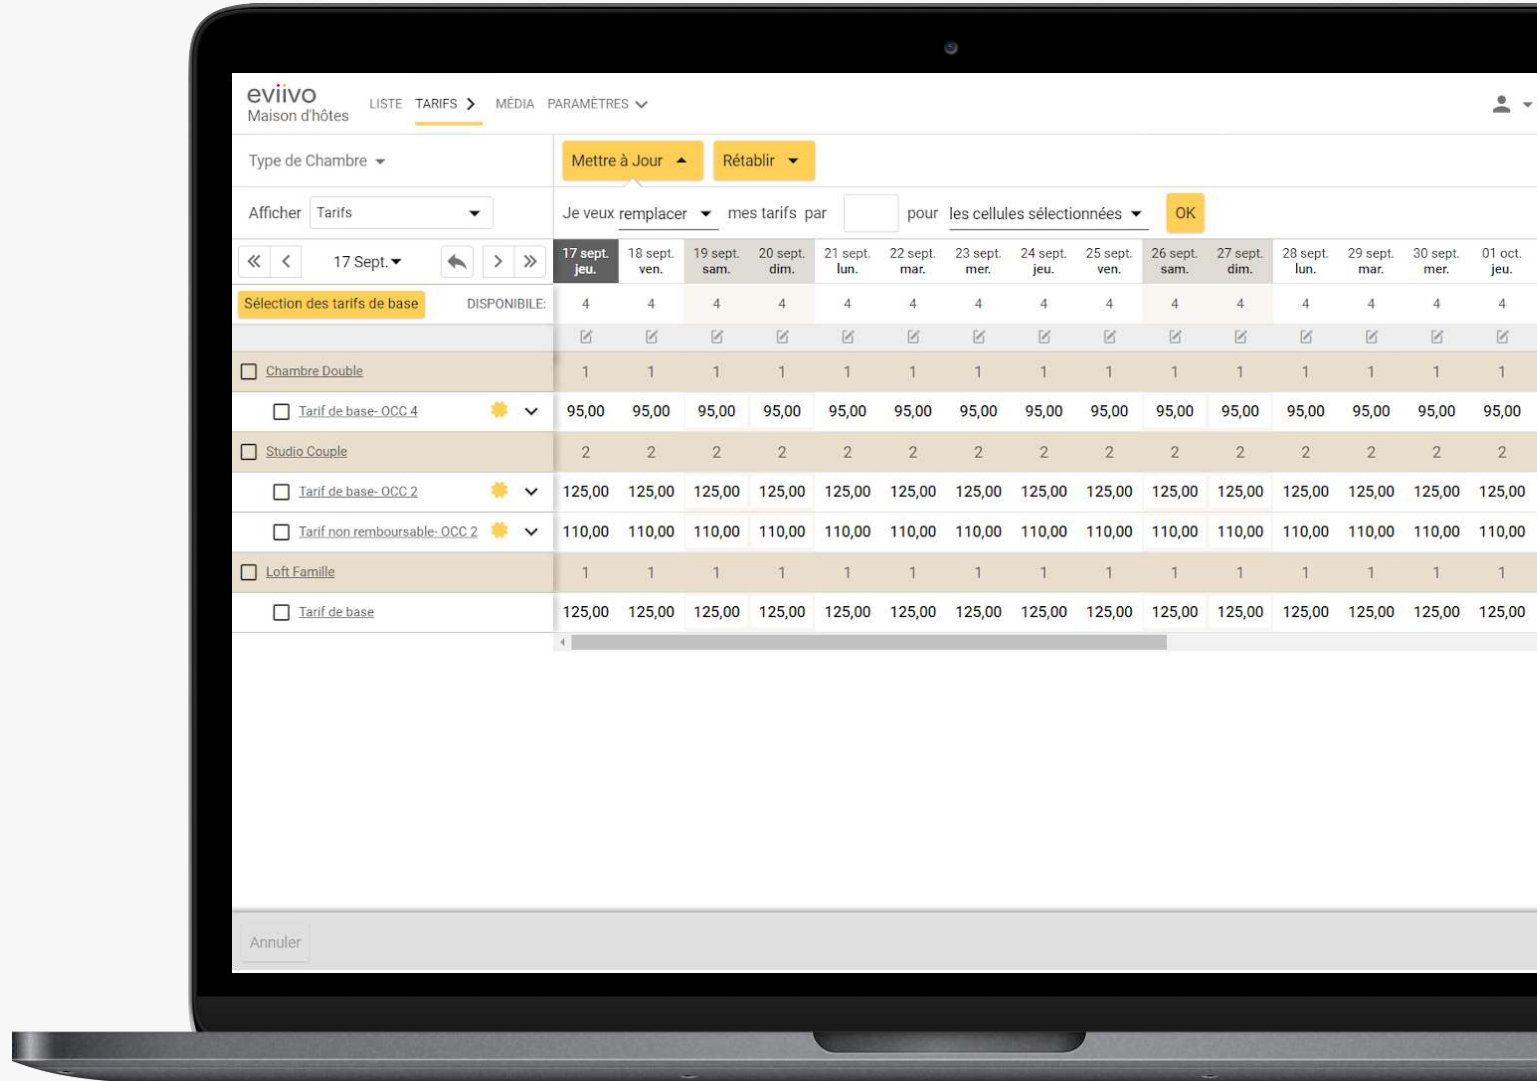 eviivo
Maison d'hôtes
LISTE TARIFS MÉDIA PARAMÈTRES
Type de Chambre Mettre à Jour Rétablir
Afficher Tarifs Je veux remplacer mes tarifs par pour les cellules sélectionnées OK
17 Sept. 17 sept. 18 sept. 19 sept. 20 sept. 21 sept. 22 sept. 23 sept. 24 sept. 25 sept. 26 sept. 27 sept. 28 sept. 29 sept. 30 sept. 01 oct.
jeu. ven. sam. dim. lun. mar. mer. jeu. ven. sam. dim. lun. mar. mer. jeu.
Sélection des tarifs de base DISPONIBILE: 4 4 4 4 4 4 4 4 4 4 4 4 4 4 4
Chambre Double 1 1 1 1 1 1 1 1 1 1 1 1 1 1 1
Tarif de base- OCC 4 95,00 95,00 95,00 95,00 95,00 95,00 95,00 95,00 95,00 95,00 95,00 95,00 95,00 95,00 95,00
Studio Couple 2 2 2 2 2 2 2 2 2 2 2 2 2 2 2
Tarif de base- OCC 2 125,00 125,00 125,00 125,00 125,00 125,00 125,00 125,00 125,00 125,00 125,00 125,00 125,00 125,00 125,00
Tarif non remboursable- OCC 2 110,00 110,00 110,00 110,00 110,00 110,00 110,00 110,00 110,00 110,00 110,00 110,00 110,00 110,00 110,00
Loft Famille 1 1 1 1 1 1 1 1 1 1 1 1 1 1 1
Tarif de base 125,00 125,00 125,00 125,00 125,00 125,00 125,00 125,00 125,00 125,00 125,00 125,00 125,00 125,00 125,00
Annuler